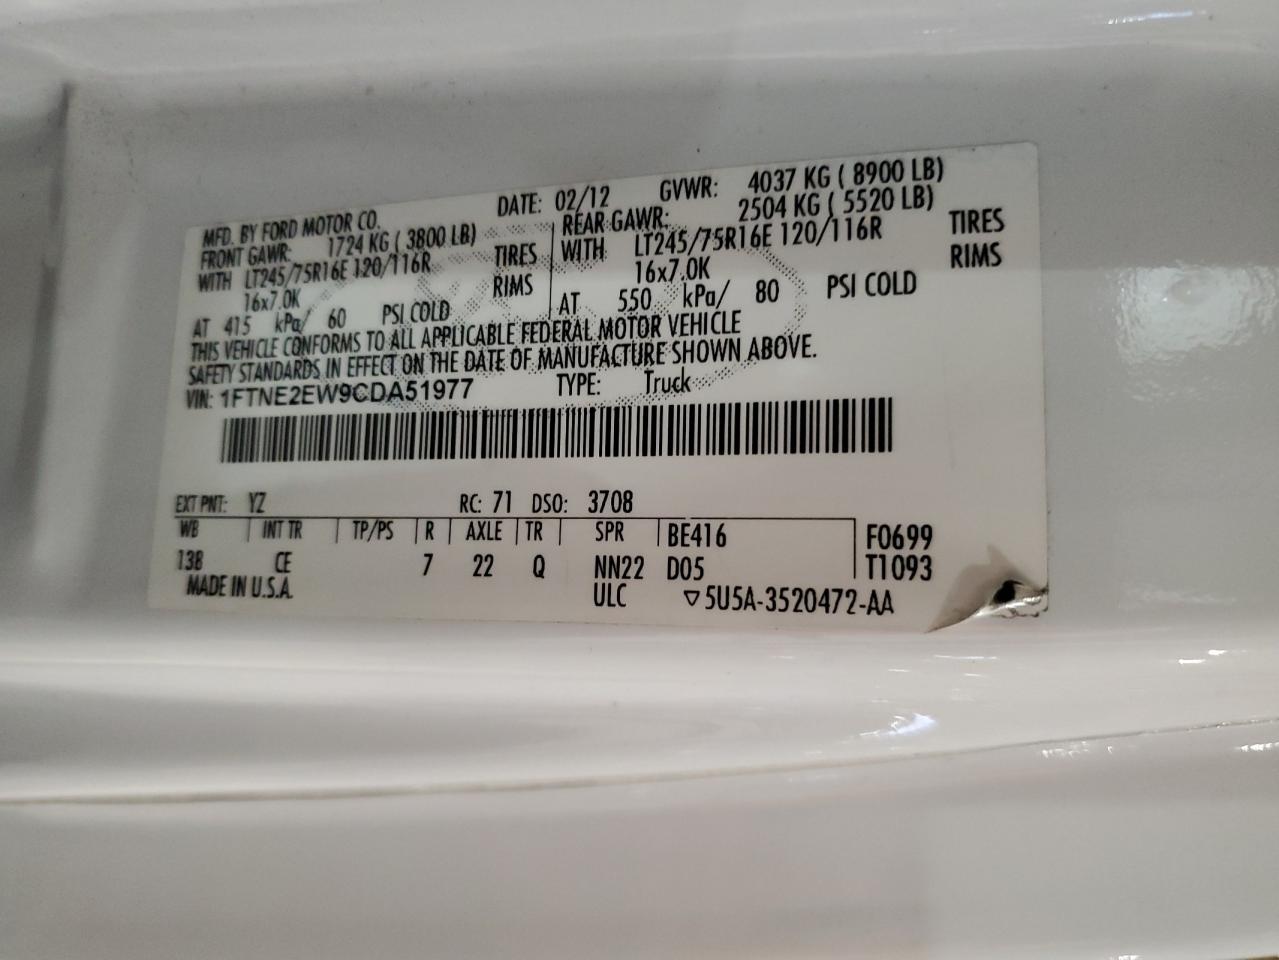 MFD. BY FORD MOTOR CO. DATE: 02/12 GVWR: 4037 KG ( 8900 LB)
FRONT GAWR: 1724 KG ( 3800 LB) REAR GAWR: 2504 KG ( 5520 LB)
WITH LT245/75R16E 120/116R TIRES WITH LT245/75R16E 120/116R TIRES
16x7.0K RIMS 16x7.0K RIMS
AT 415 kPa/ 60 PSI COLD AT 550 kPa/ 80 PSI COLD
THIS VEHICLE CONFORMS TO ALL APPLICABLE FEDERAL MOTOR VEHICLE
SAFETY STANDARDS IN EFFECT ON THE DATE OF MANUFACTURE SHOWN ABOVE.
VIN: 1FTNE2EW9CDA51977 TYPE: Truck
EXT PNT: YZ RC: 71 DSO: 3708
WB INT TR TP/PS R AXLE TR SPR BE416 F0699
138 CE 7 22 Q NN22 D05 T1093
MADE IN U.S.A. ULC ▽5U5A-3520472-AA